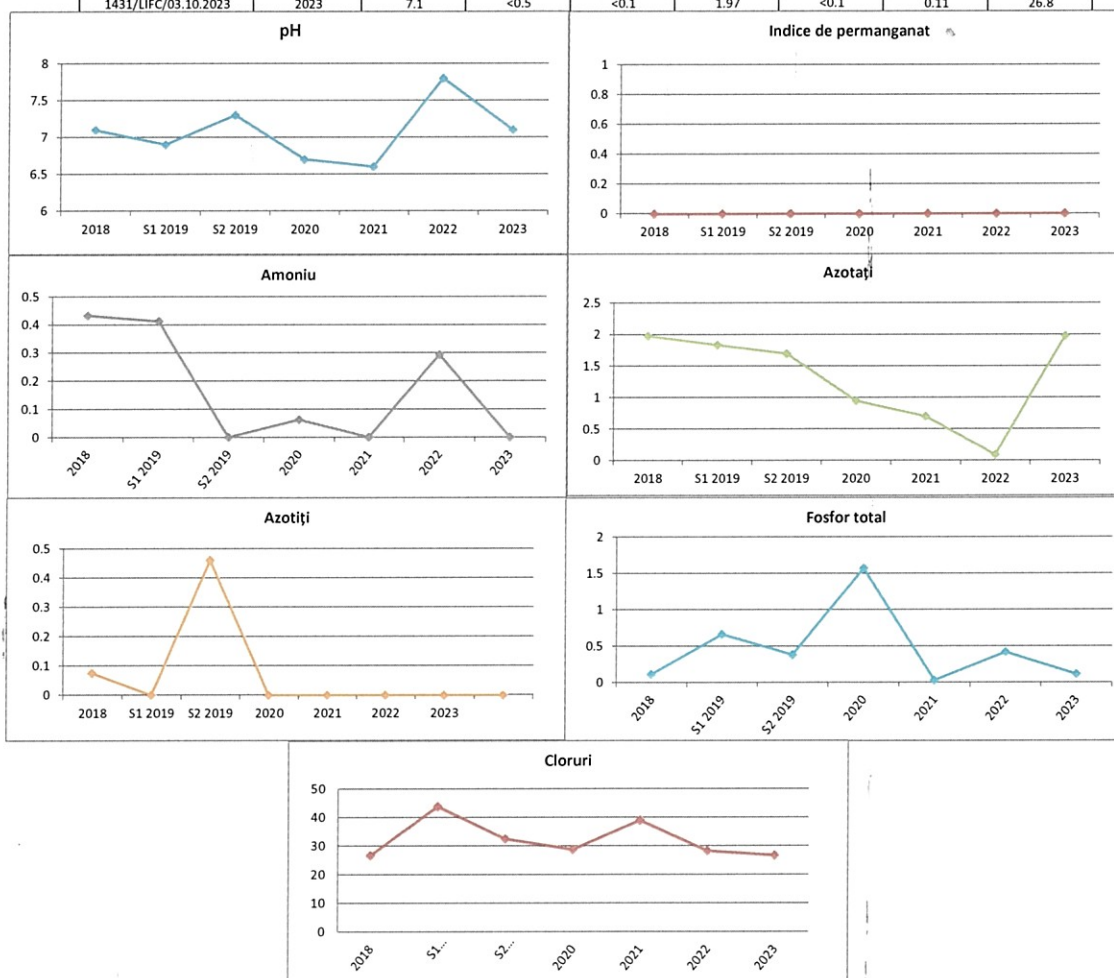 1431/LIFC/03.10.2023 2023 7.1 <0.5 <0.1 1.97 <0.1 0.11 26.8
pH
8
7.5
7
6.5
6
2018 S1 2019 S2 2019 2020 2021 2022 2023
Indice de permanganat
1
0.8
0.6
0.4
0.2
0
2018 S1 2019 S2 2019 2020 2021 2022 2023
Amoniu
0.5
0.4
0.3
0.2
0.1
0
2018 S1 2019 S2 2019 2020 2021 2022 2023
Azotați
2.5
2
1.5
1
0.5
0
2018 S1 2019 S2 2019 2020 2021 2022 2023
Azotiți
0.5
0.4
0.3
0.2
0.1
0
2018 S1 2019 S2 2019 2020 2021 2022 2023
Fosfor total
2
1.5
1
0.5
0
2018 S1 2019 S2 2019 2020 2021 2022 2023
Cloruri
50
40
30
20
10
0
2018 S1... S2... 2020 2021 2022 2023